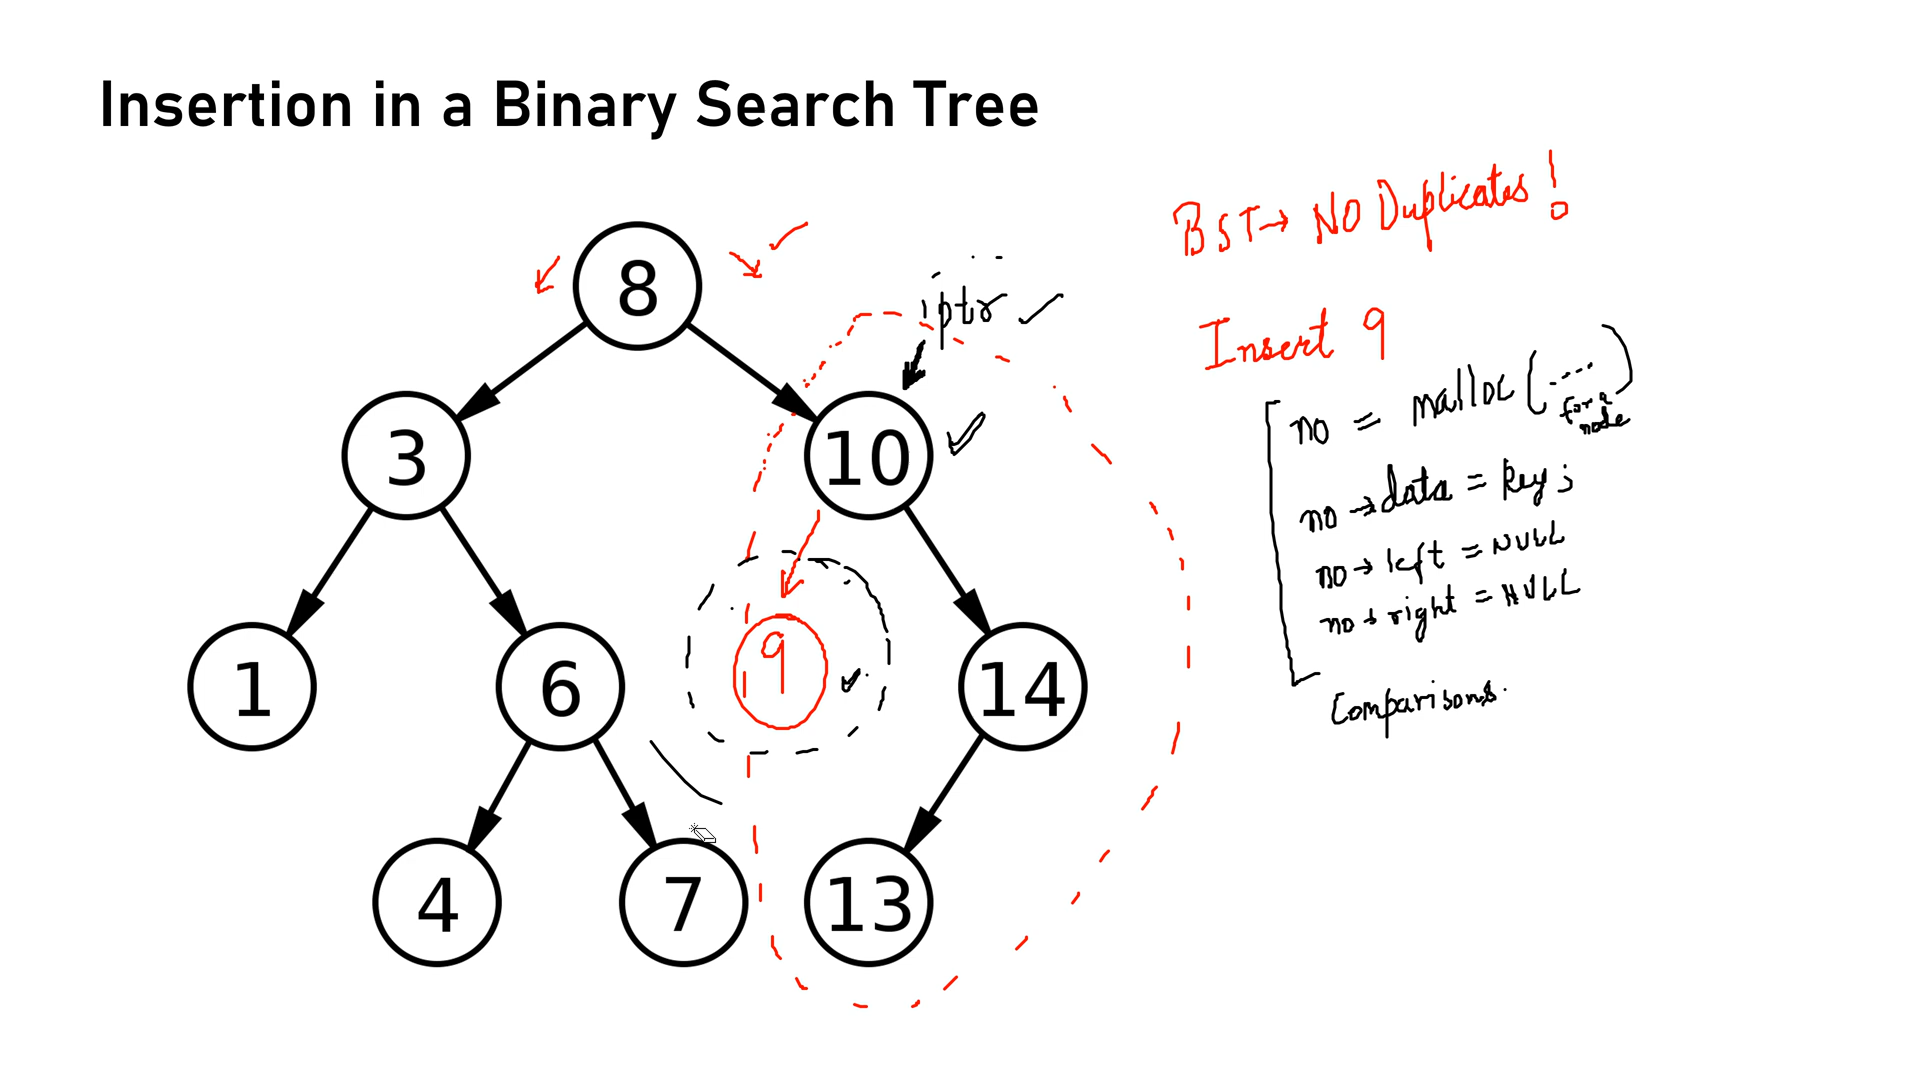 Insertion in a Binary Search Tree
BST→ NO Duplicates!
8
iptr
Insert 9
3
10
no = malloc(....)
for a
node
no→data = key;
no→left = NULL
no→right = NULL
1
6
9
14
Comparisons.
4
7
13